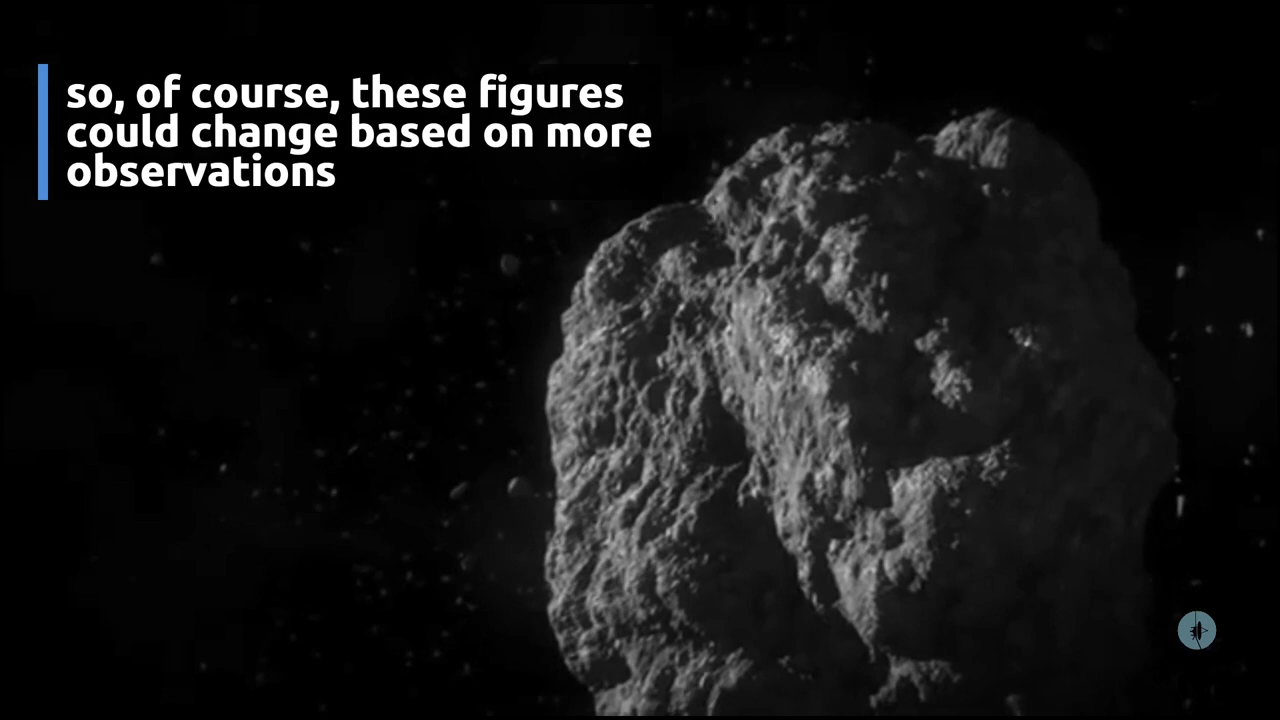 so, of course, these figures
could change based on more
observations